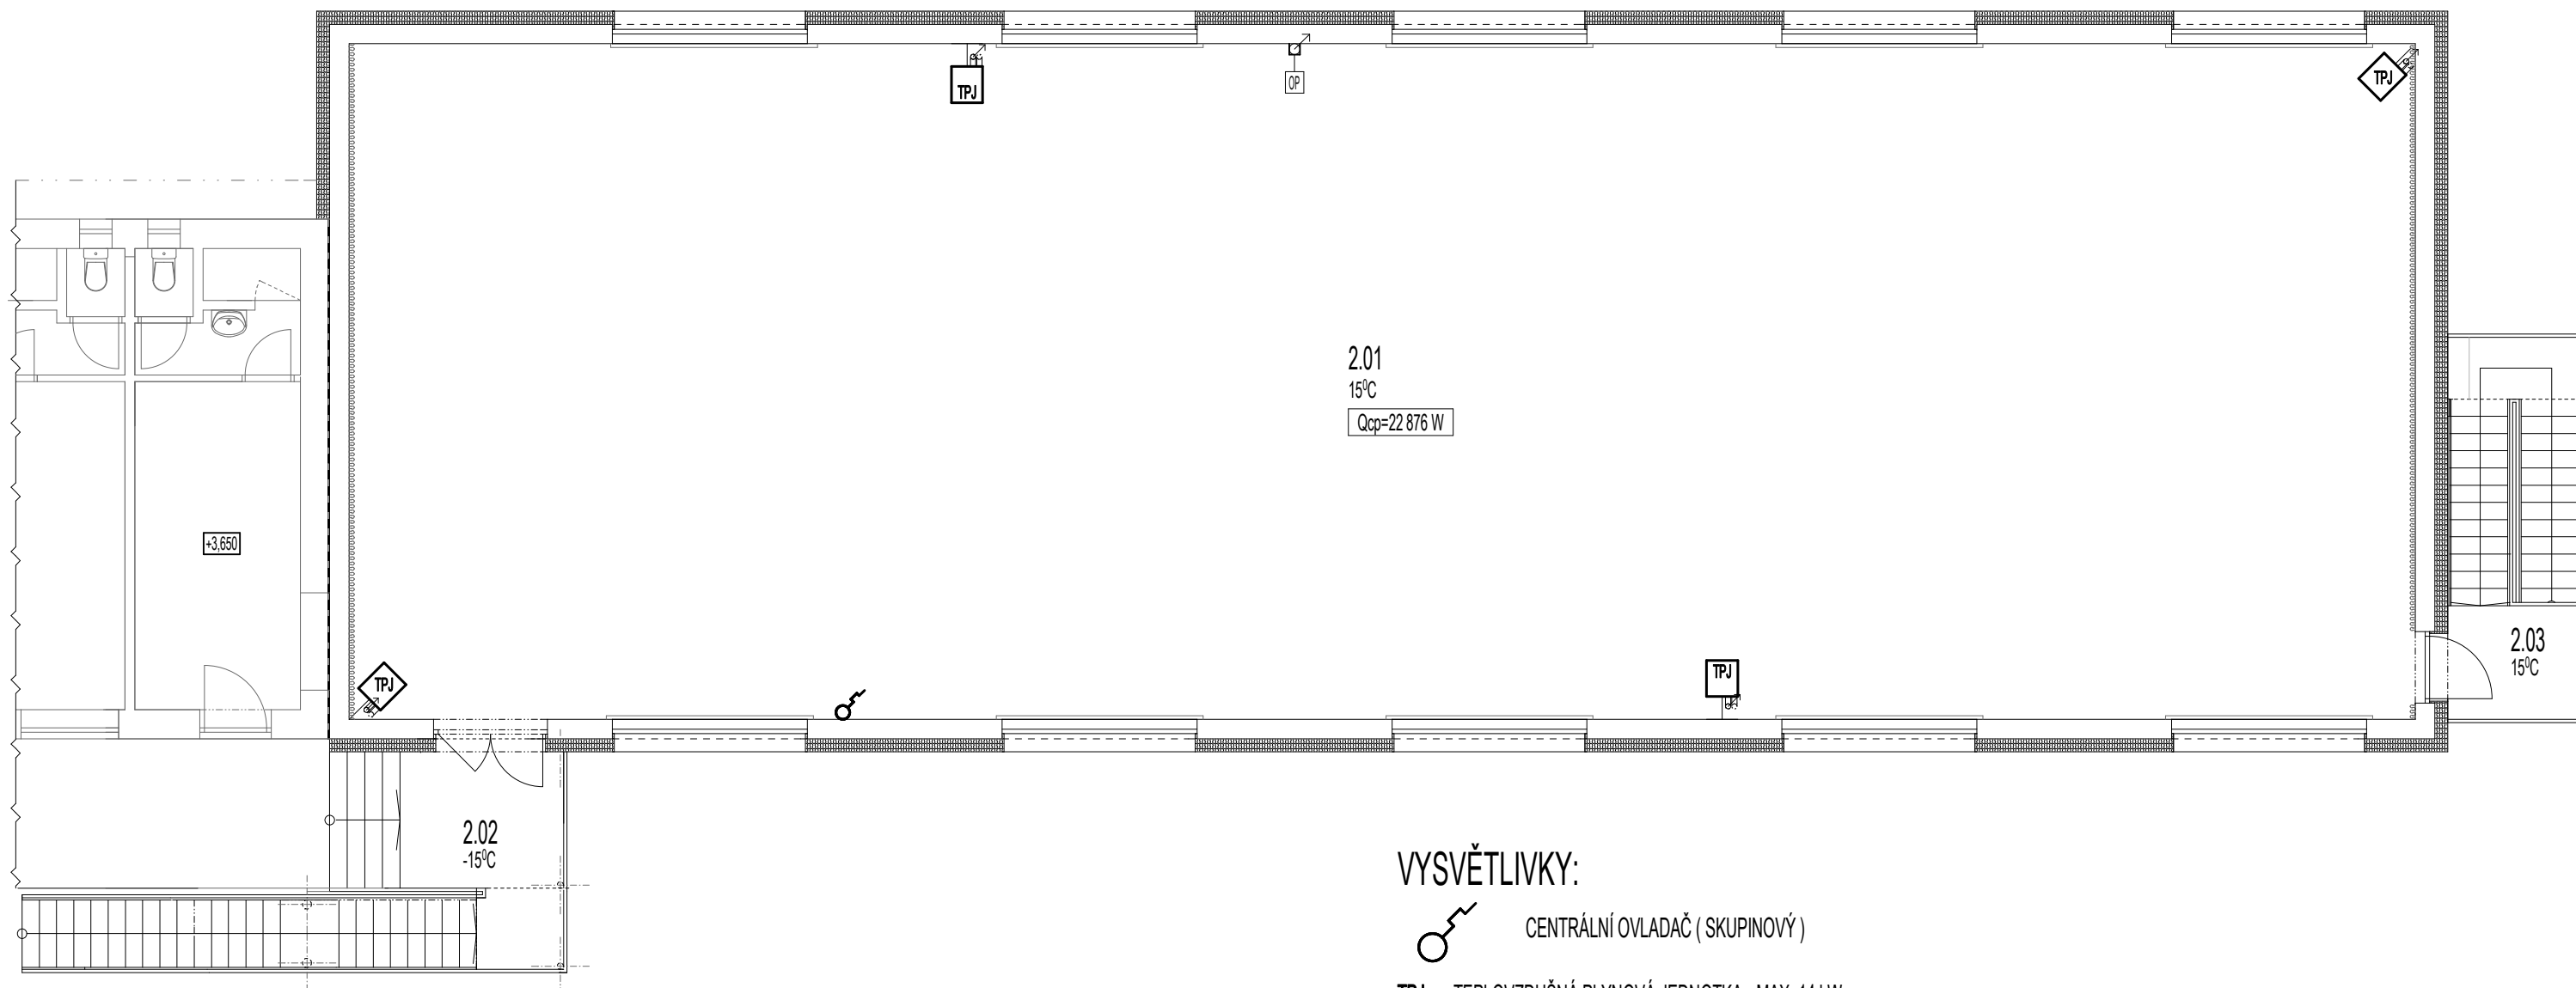 TPJ
OP
TPJ
2.01
15⁰C
Qcp=22 876 W
+3,650
TPJ
TPJ
2.03
15⁰C
2.02
-15⁰C
VYSVĚTLIVKY:
CENTRÁLNÍ OVLADAČ ( SKUPINOVÝ )